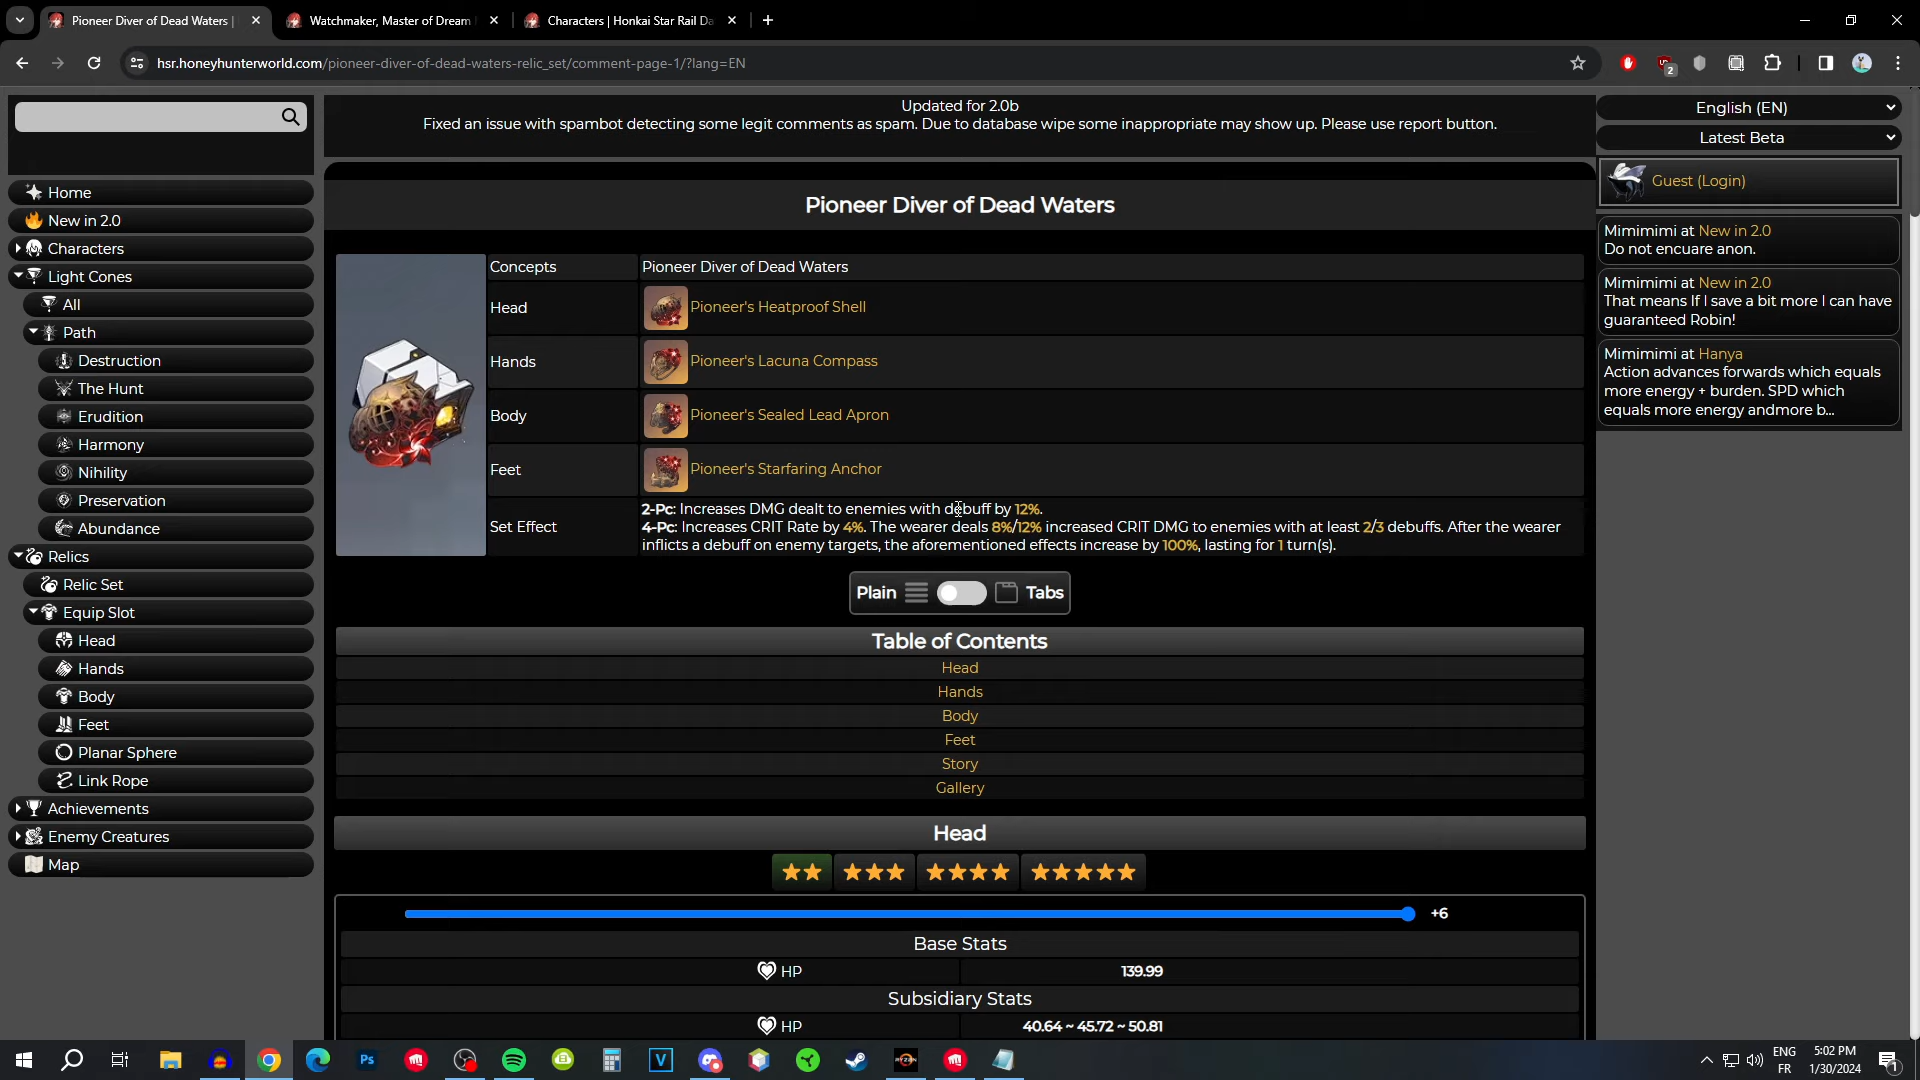 Pioneer Diver of Dead Waters |
Watchmaker, Master of Dream
Characters | Honkai Star Rail Da
hsr.honeyhunterworld.com/pioneer-diver-of-dead-waters-relic_set/comment-page-1/?lang=EN
2
Updated for 2.0b
Fixed an issue with spambot detecting some legit comments as spam. Due to database wipe some inappropriate may show up. Please use report button.
English (EN)
Latest Beta
Guest (Login)
Mimimimi at New in 2.0
Do not encuare anon.
Mimimimi at New in 2.0
That means If I save a bit more I can have
guaranteed Robin!
Mimimimi at Hanya
Action advances forwards which equals
more energy + burden. SPD which
equals more energy andmore b...
Home
New in 2.0
Characters
Light Cones
All
Path
Destruction
The Hunt
Erudition
Harmony
Nihility
Preservation
Abundance
Relics
Relic Set
Equip Slot
Head
Hands
Body
Feet
Planar Sphere
Link Rope
Achievements
Enemy Creatures
Map
Pioneer Diver of Dead Waters
Concepts
Pioneer Diver of Dead Waters
Head
Pioneer's Heatproof Shell
Hands
Pioneer's Lacuna Compass
Body
Pioneer's Sealed Lead Apron
Feet
Pioneer's Starfaring Anchor
Set Effect
2-Pc: Increases DMG dealt to enemies with debuff by 12%.
4-Pc: Increases CRIT Rate by 4%. The wearer deals 8%/12% increased CRIT DMG to enemies with at least 2/3 debuffs. After the wearer
inflicts a debuff on enemy targets, the aforementioned effects increase by 100%, lasting for 1 turn(s).
Plain
Tabs
Table of Contents
Head
Hands
Body
Feet
Story
Gallery
Head
+6
Base Stats
HP
139.99
Subsidiary Stats
HP
40.64 ~ 45.72 ~ 50.81
Ps
V
RYZEN
ENG
FR
5:02 PM
1/30/2024
1